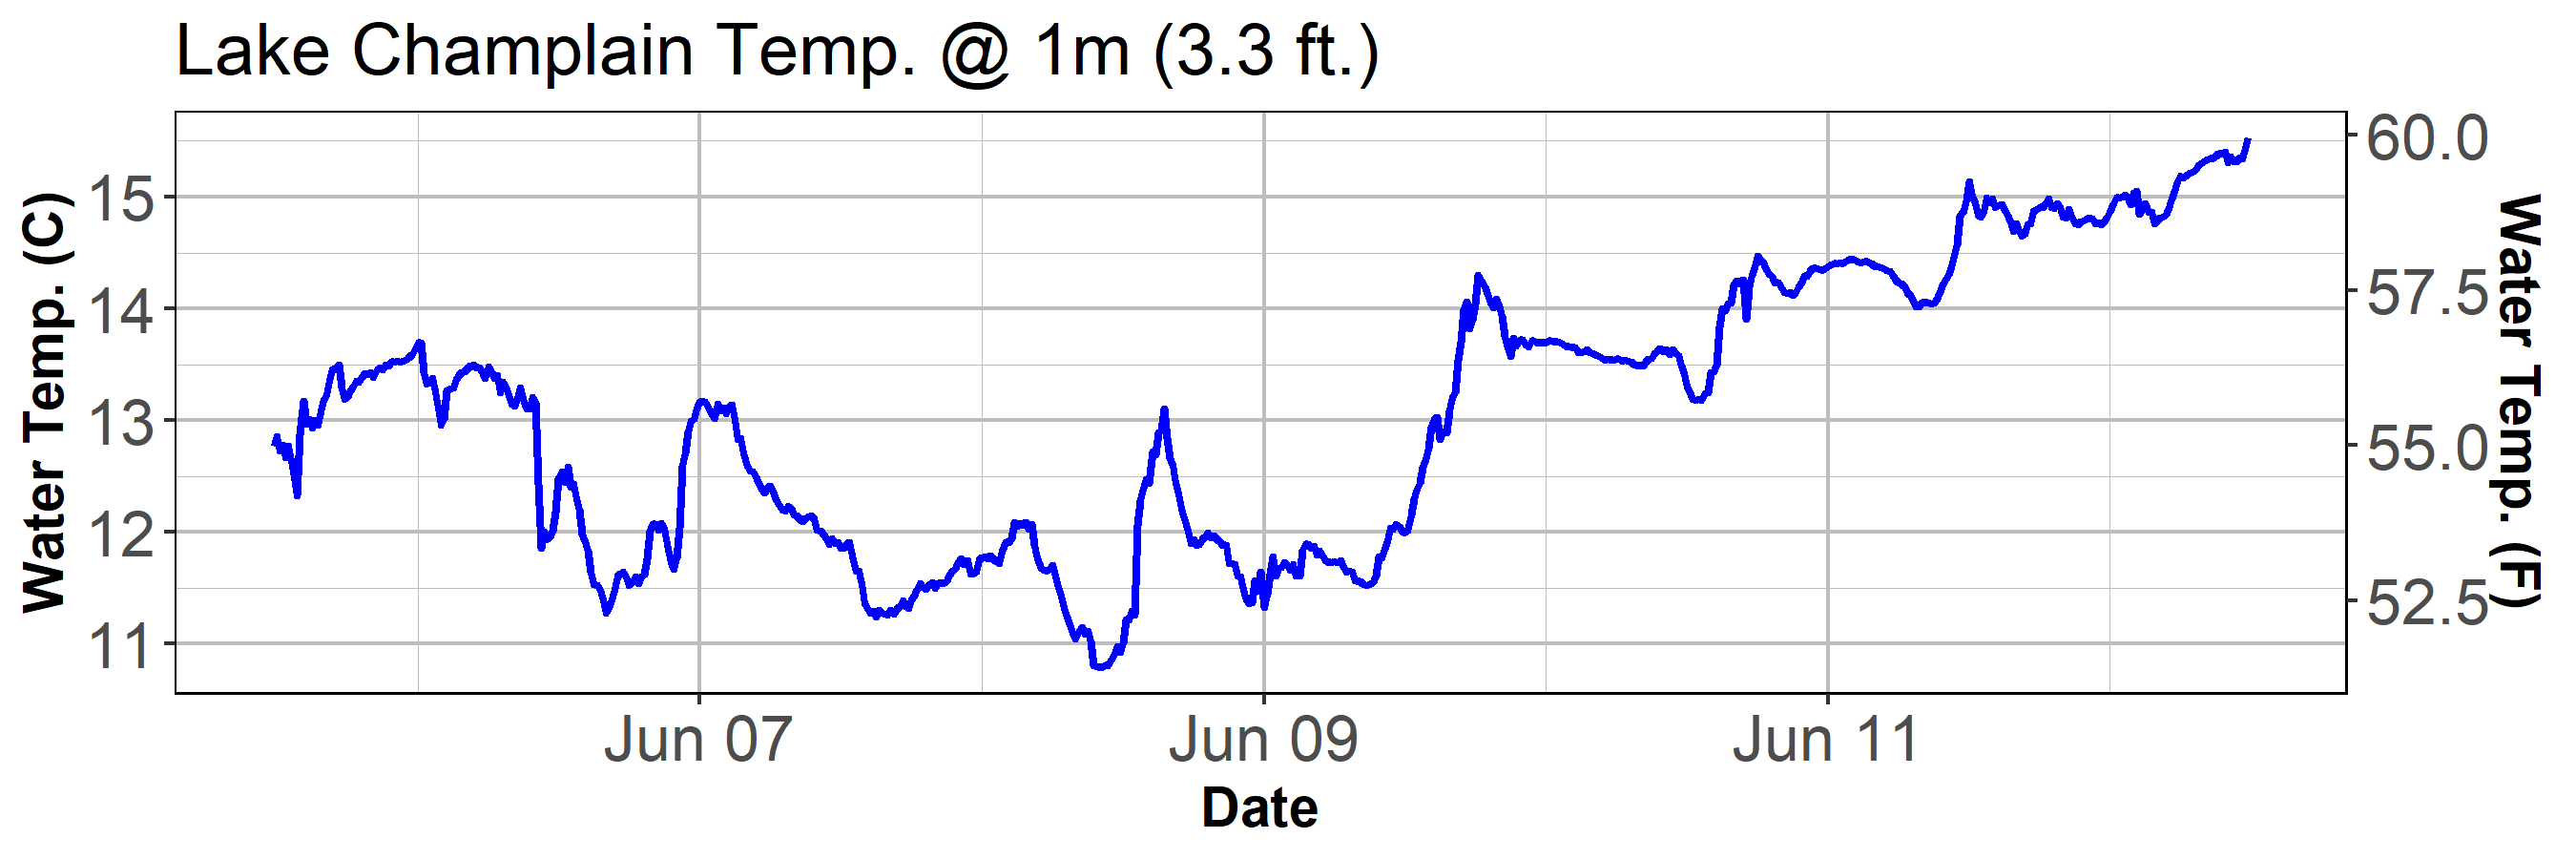 Lake Champlain Temp. @ 1m (3.3 ft.)
Water Temp. (C)
15
14
13
12
11
60.0
57.5
55.0
52.5
Water Temp. (F)
Jun 07 Jun 09 Jun 11
Date